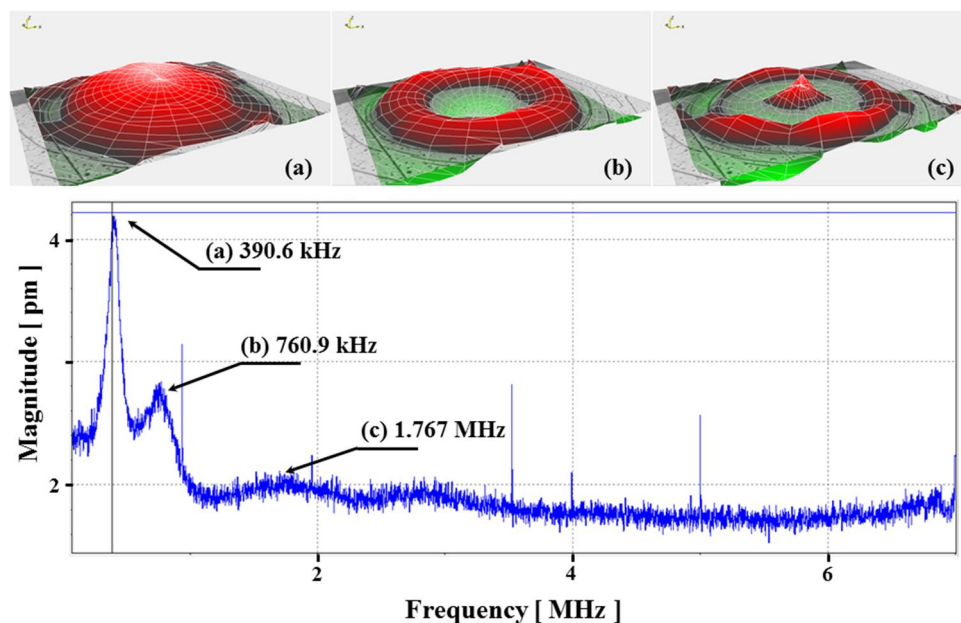 (a)
(b)
(c)
4
(a) 390.6 kHz
(b) 760.9 kHz
(c) 1.767 MHz
2
Magnitude [ pm ]
2
4
6
Frequency [ MHz ]